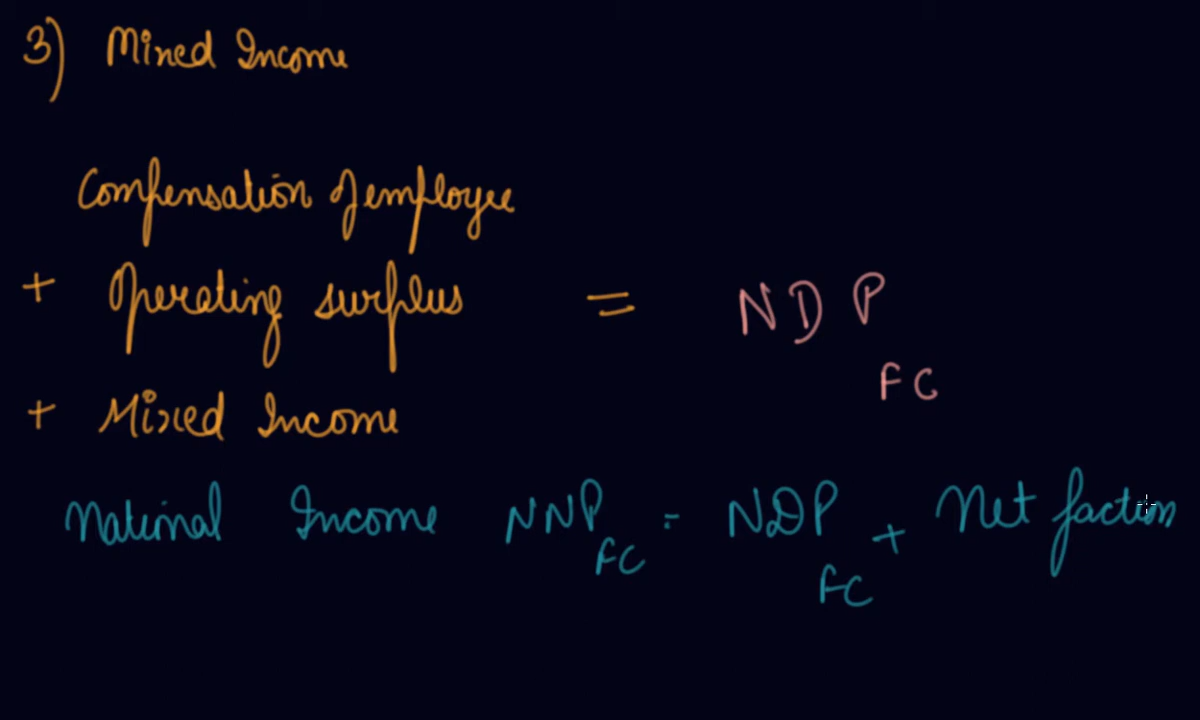 3) Mixed Income
Compensation of employee
+ Operating surplus = NDP
FC
+ Mixed Income
National Income NNP FC = NDP FC + Net faction